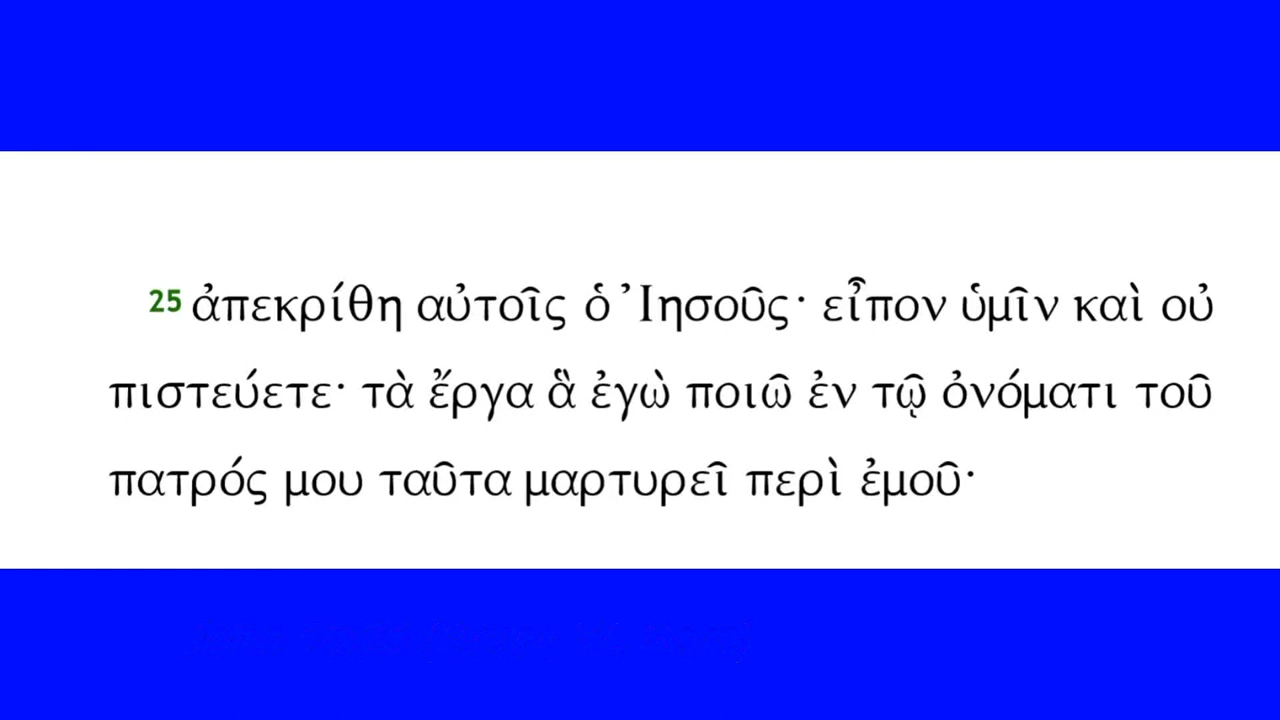 25 ἀπεκρίθη αὐτοῖς ὁ Ἰησοῦς· εἶπον ὑμῖν καὶ οὐ
πιστεύετε· τὰ ἔργα ἃ ἐγὼ ποιῶ ἐν τῷ ὀνόματι τοῦ
πατρός μου ταῦτα μαρτυρεῖ περὶ ἐμοῦ·